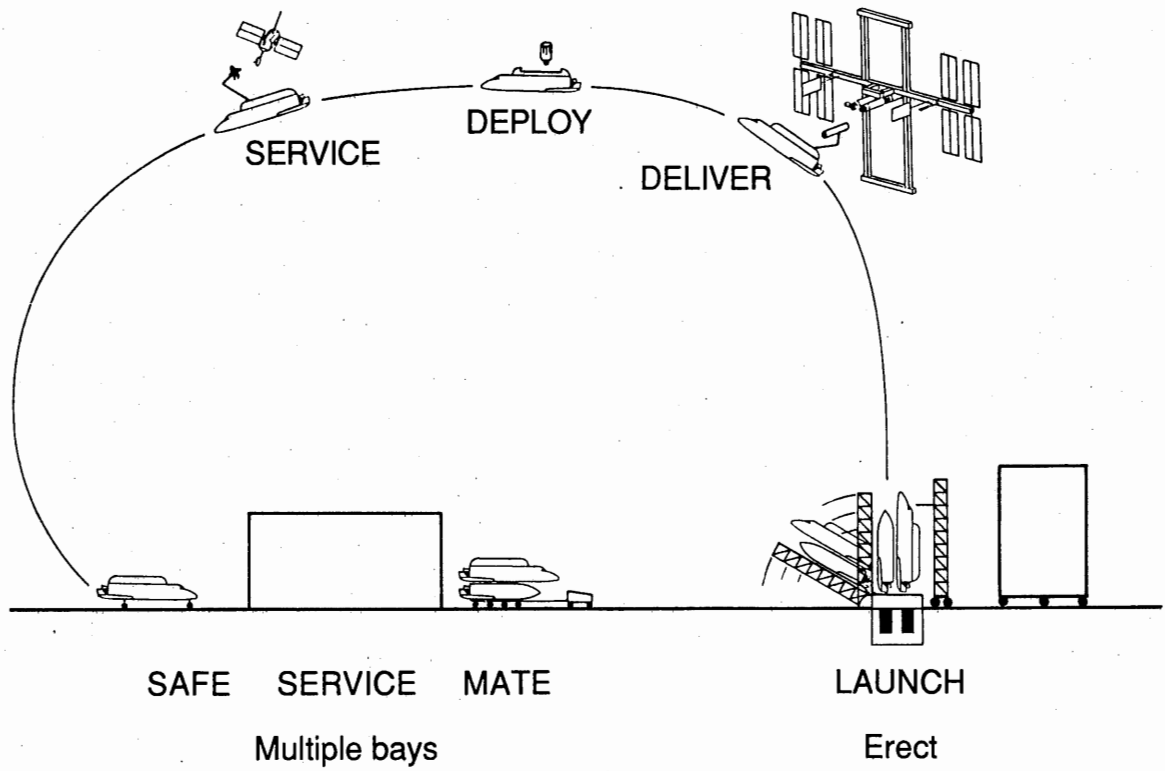 SERVICE
DEPLOY
DELIVER
SAFE SERVICE MATE LAUNCH
Multiple bays Erect